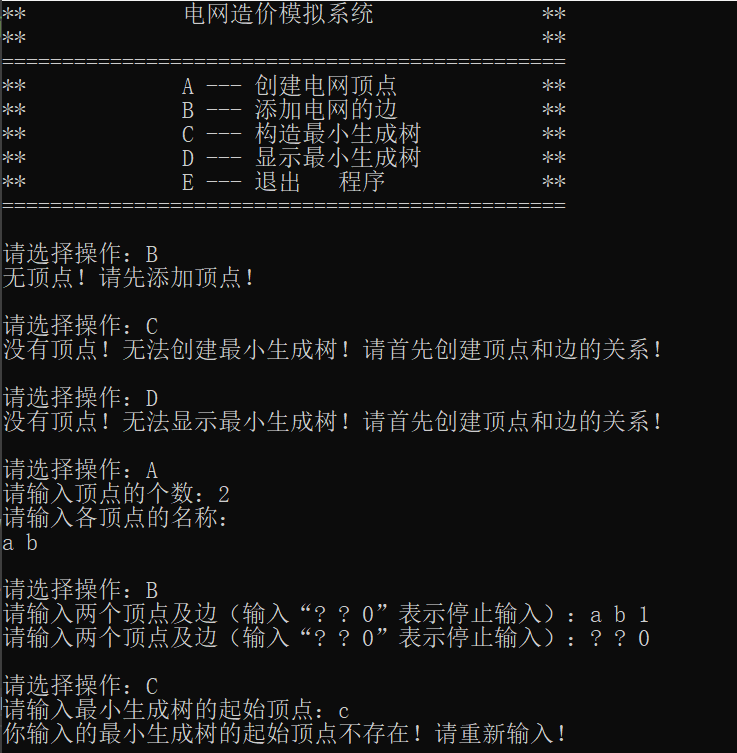 **             电网造价模拟系统              **
**                                           **
===============================================
**             A --- 创建电网顶点            **
**             B --- 添加电网的边            **
**             C --- 构造最小生成树          **
**             D --- 显示最小生成树          **
**             E --- 退出   程序             **
===============================================
请选择操作：B
无顶点！请先添加顶点！
请选择操作：C
没有顶点！无法创建最小生成树！请首先创建顶点和边的关系！
请选择操作：D
没有顶点！无法显示最小生成树！请首先创建顶点和边的关系！
请选择操作：A
请输入顶点的个数：2
请输入各顶点的名称：
a b
请选择操作：B
请输入两个顶点及边（输入“? ? 0”表示停止输入）：a b 1
请输入两个顶点及边（输入“? ? 0”表示停止输入）：? ? 0
请选择操作：C
请输入最小生成树的起始顶点：c
你输入的最小生成树的起始顶点不存在！请重新输入！